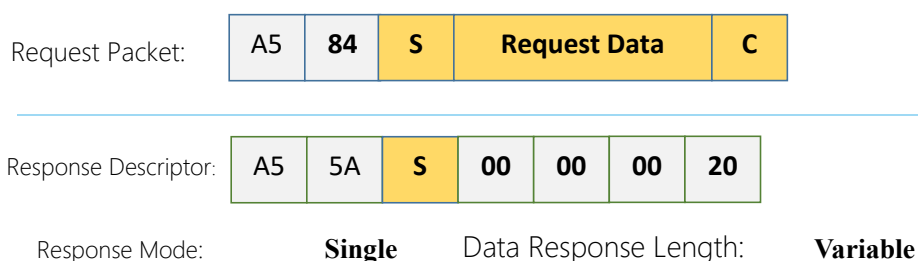 Request Packet: A5 84 S Request Data C
Response Descriptor: A5 5A S 00 00 00 20
Response Mode: Single Data Response Length: Variable